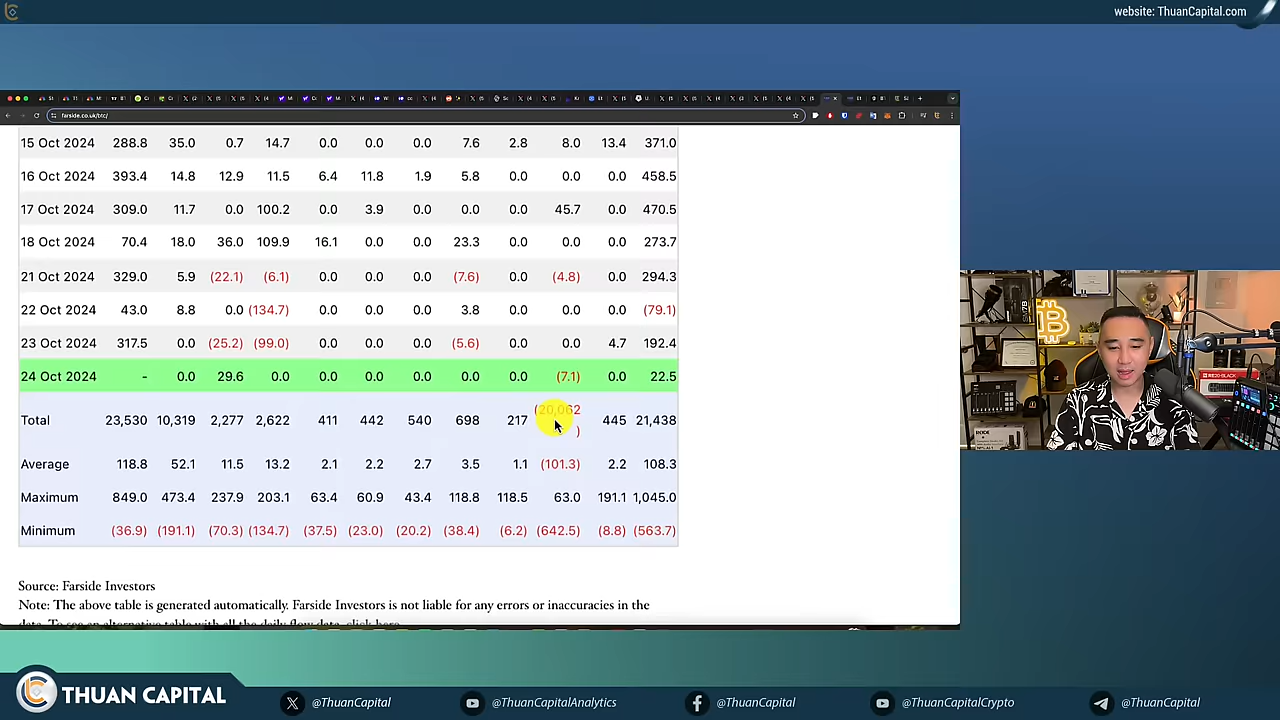 website: ThuanCapital.com
farside.co.uk/btc/
15 Oct 2024 288.8 35.0 0.7 14.7 0.0 0.0 0.0 7.6 2.8 8.0 13.4 371.0
16 Oct 2024 393.4 14.8 12.9 11.5 6.4 11.8 1.9 5.8 0.0 0.0 0.0 458.5
17 Oct 2024 309.0 11.7 0.0 100.2 0.0 3.9 0.0 0.0 0.0 45.7 0.0 470.5
18 Oct 2024 70.4 18.0 36.0 109.9 16.1 0.0 0.0 23.3 0.0 0.0 0.0 273.7
21 Oct 2024 329.0 5.9 (22.1) (6.1) 0.0 0.0 0.0 (7.6) 0.0 (4.8) 0.0 294.3
22 Oct 2024 43.0 8.8 0.0 (134.7) 0.0 0.0 0.0 3.8 0.0 0.0 0.0 (79.1)
23 Oct 2024 317.5 0.0 (25.2) (99.0) 0.0 0.0 0.0 (5.6) 0.0 0.0 4.7 192.4
24 Oct 2024 - 0.0 29.6 0.0 0.0 0.0 0.0 0.0 0.0 (7.1) 0.0 22.5
Total 23,530 10,319 2,277 2,622 411 442 540 698 217 (20,062) 445 21,438
Average 118.8 52.1 11.5 13.2 2.1 2.2 2.7 3.5 1.1 (101.3) 2.2 108.3
Maximum 849.0 473.4 237.9 203.1 63.4 60.9 43.4 118.8 118.5 63.0 191.1 1,045.0
Minimum (36.9) (191.1) (70.3) (134.7) (37.5) (23.0) (20.2) (38.4) (6.2) (642.5) (8.8) (563.7)
Source: Farside Investors
Note: The above table is generated automatically. Farside Investors is not liable for any errors or inaccuracies in the
data. To see an alternative table with all the daily flow data, click here
RODE
THUAN CAPITAL
@ThuanCapital
@ThuanCapitalAnalytics
@ThuanCapital
@ThuanCapitalCrypto
@ThuanCapital